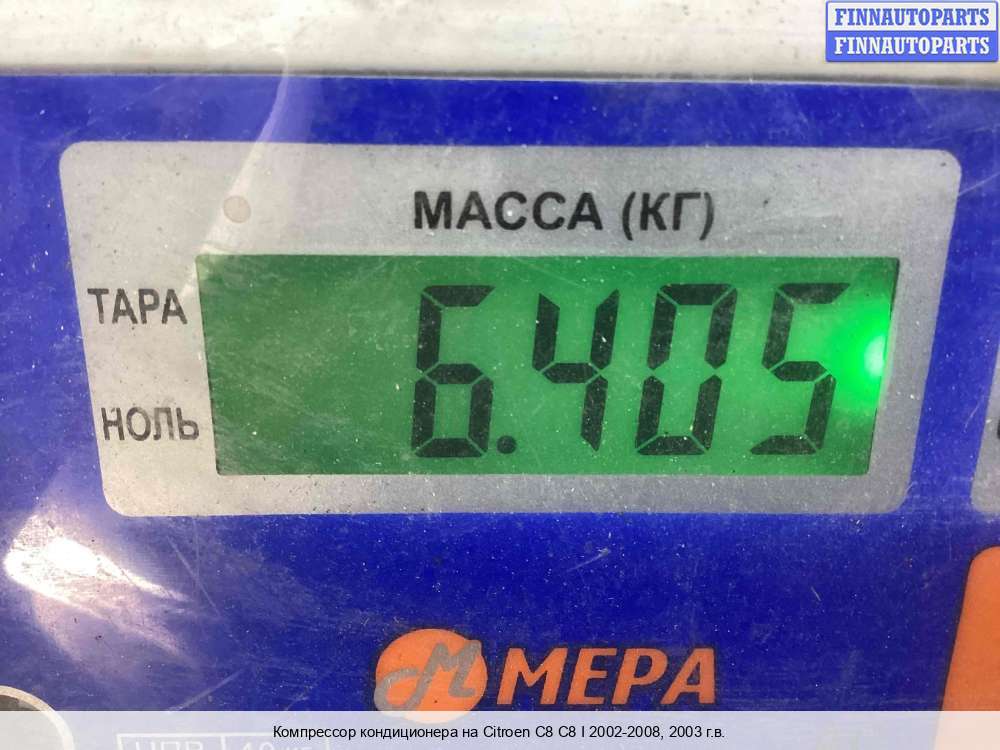 FINNAUTOPARTS
FINNAUTOPARTS
МАССА (КГ)
ТАРА
6.405
НОЛЬ
М МЕРА
Компрессор кондиционера на Citroen C8 C8 I 2002-2008, 2003 г.в.